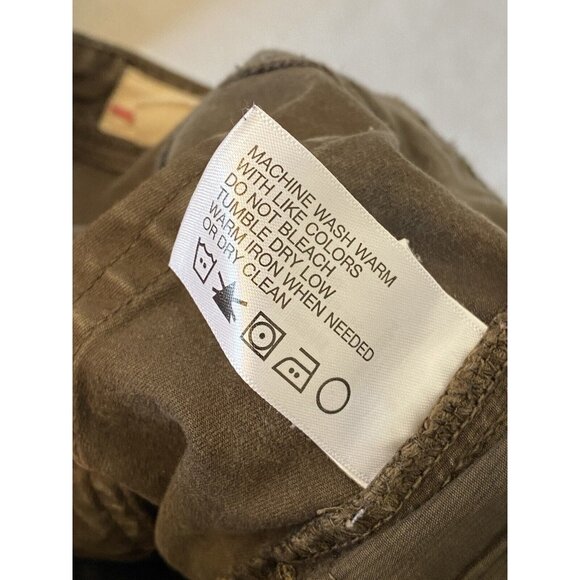 MACHINE WASH WARM
WITH LIKE COLORS
DO NOT BLEACH
TUMBLE DRY LOW
WARM IRON WHEN NEEDED
OR DRY CLEAN